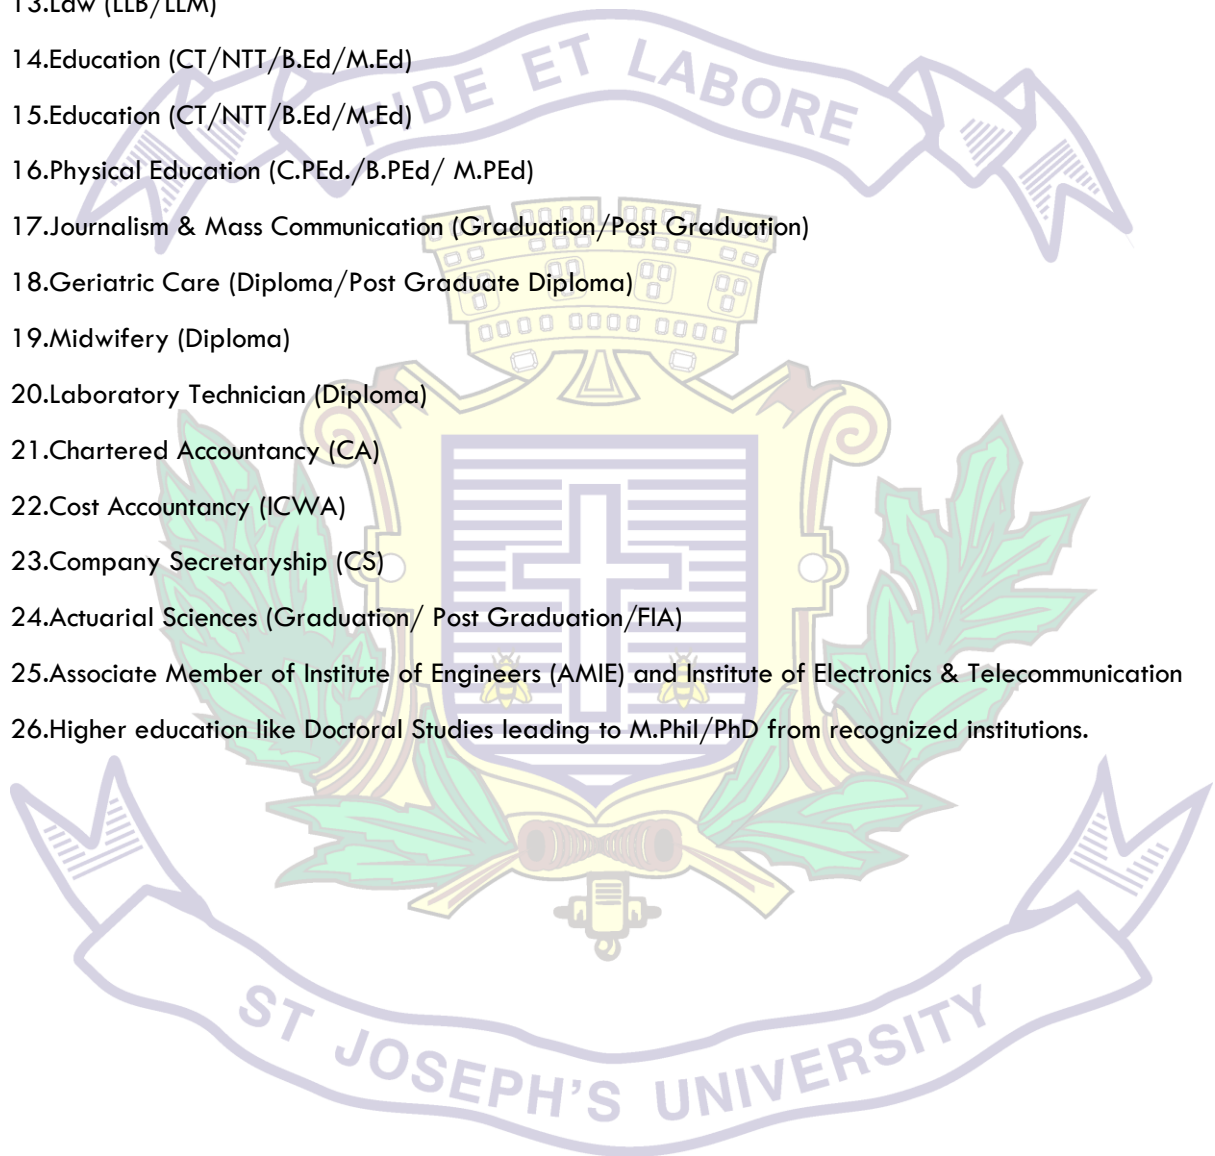 13.Law (LLB/LLM)
14.Education (CT/NTT/B.Ed/M.Ed)
15.Education (CT/NTT/B.Ed/M.Ed)
16.Physical Education (C.PEd./B.PEd/ M.PEd)
17.Journalism & Mass Communication (Graduation/Post Graduation)
18.Geriatric Care (Diploma/Post Graduate Diploma)
19.Midwifery (Diploma)
20.Laboratory Technician (Diploma)
21.Chartered Accountancy (CA)
22.Cost Accountancy (ICWA)
23.Company Secretaryship (CS)
24.Actuarial Sciences (Graduation/ Post Graduation/FIA)
25.Associate Member of Institute of Engineers (AMIE) and Institute of Electronics & Telecommunication
26.Higher education like Doctoral Studies leading to M.Phil/PhD from recognized institutions.
FIDE ET LABORE
ST JOSEPH'S UNIVERSITY